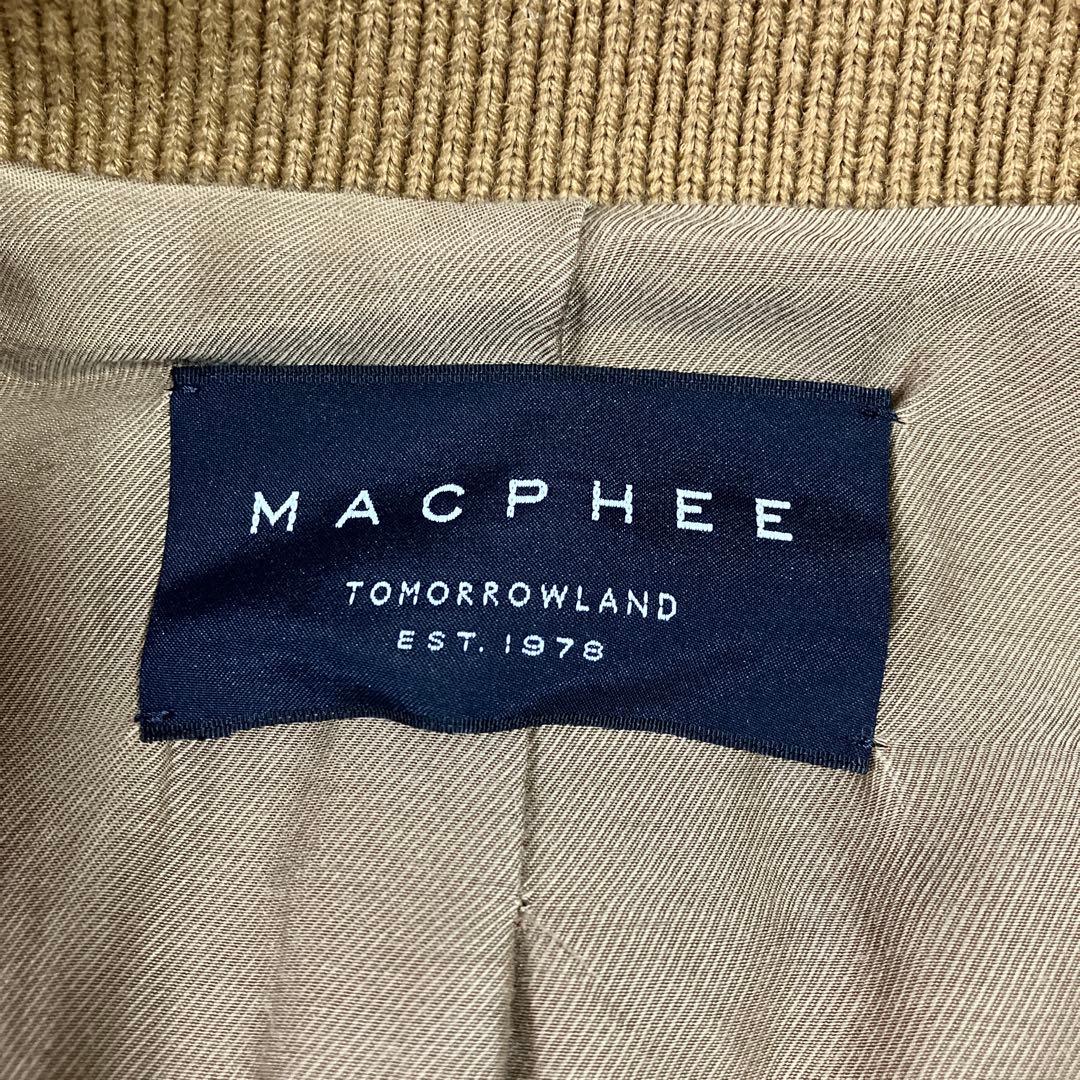 MACPHEE
TOMORROWLAND
EST. 1978